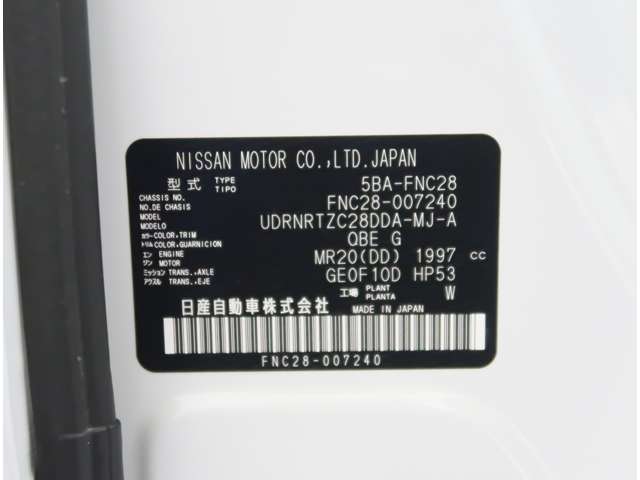 NISSAN MOTOR CO.,LTD.JAPAN
型式 TYPE TIPO 5BA-FNC28
CHASSIS NO. NO.DE CHASIS FNC28-007240
MODEL MODELO UDRNRTZC28DDA-MJ-A
カラー COLOR,TRIM トリム COLOR,GUARNICION QBE G
エン ENGINE ジン MOTOR MR20(DD) 1997 cc
ミッション TRANS.,AXLE アクスル TRANS.,EJE GE0F10D HP53
工場 PLANT PLANTA W
日産自動車株式会社 MADE IN JAPAN
FNC28-007240